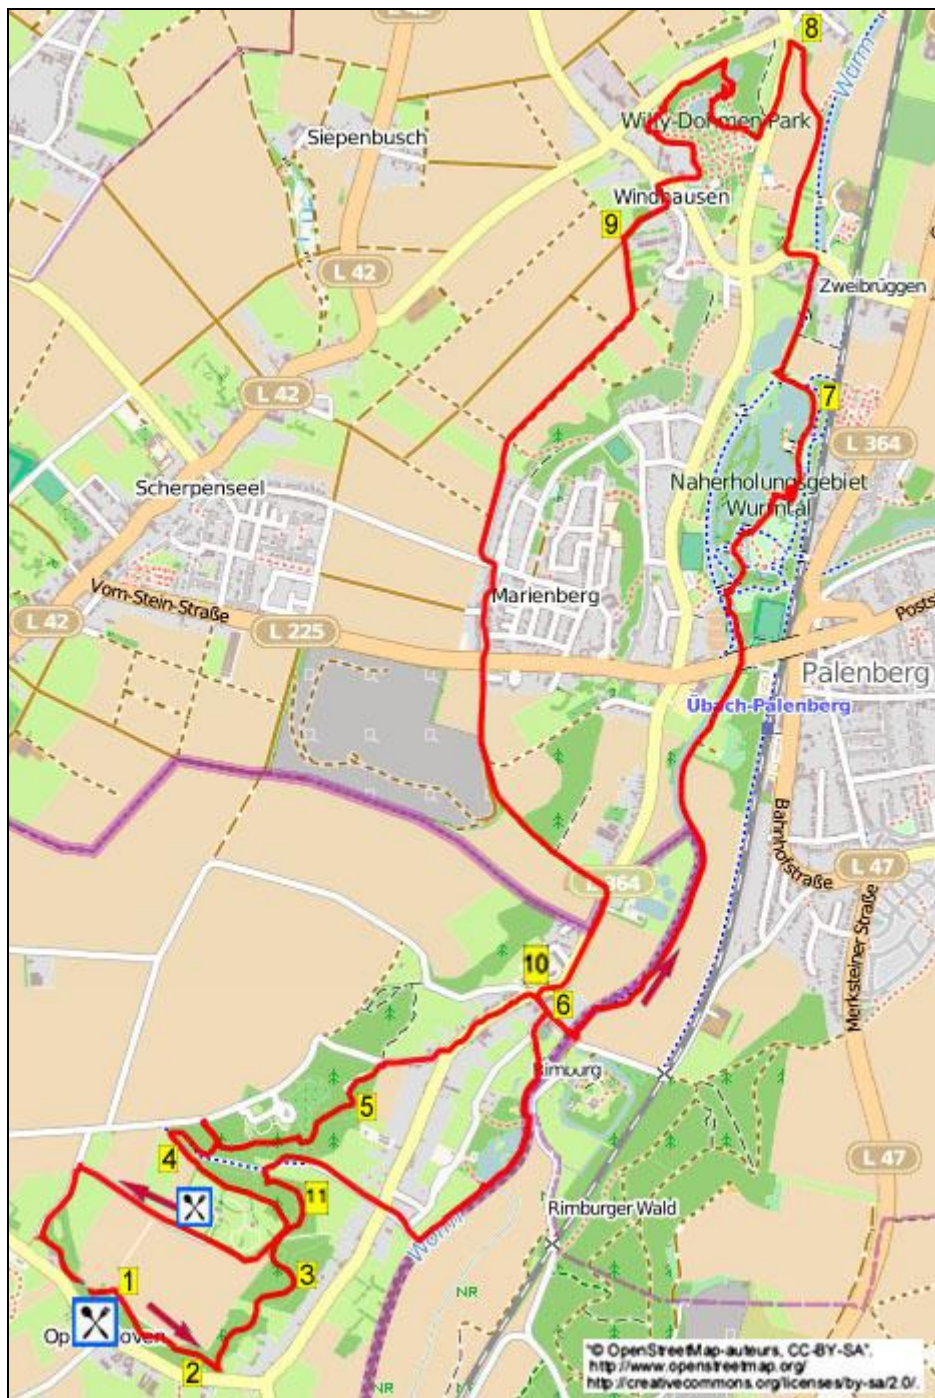 8
Wurm
Willy-Dohmen-Park
Siepenbusch
Windhausen
9
L 42
Zweibrüggen
L 42
7
L 364
Scherpenseel
Naherholungsgebiet
Wurmtal
Marienberg
Vom-Stein-Straße
L 42
L 225
Posts
Palenberg
Übach-Palenberg
Bahnhofstraße
L 47
L 364
Merksteiner Straße
10
6
Rimburg
5
4
L 47
11
Rimburger Wald
Wurm
3
1
NR
NR
2
"© OpenStreetMap-auteurs, CC-BY-SA".
http://www.openstreetmap.org/
http://creativecommons.org/licenses/by-sa/2.0/.